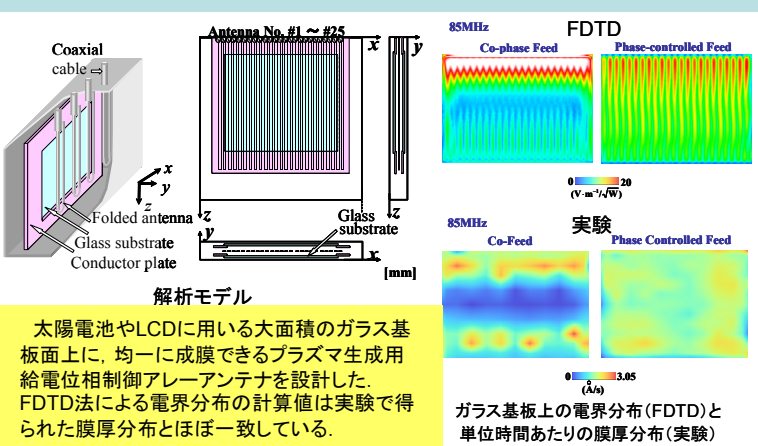 Antenna No. #1 ～ #25
x
y
Coaxial
cable ⇒
x
y
z
Folded antenna
Glass substrate
Conductor plate
z
y
Glass
substrate
x
z
[mm]
解析モデル
85MHz
FDTD
Co-phase Feed
Phase-controlled Feed
0 20
(V·m⁻¹/√W)
85MHz
実験
Co-Feed
Phase Controlled Feed
0 3.05
(Å/s)
太陽電池やLCDに用いる大面積のガラス基
板面上に，均一に成膜できるプラズマ生成用
給電位相制御アレーアンテナを設計した．
FDTD法による電界分布の計算値は実験で得
られた膜厚分布とほぼ一致している．
ガラス基板上の電界分布（FDTD）と
単位時間あたりの膜厚分布（実験）